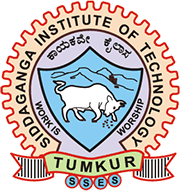 SIDDAGANGA INSTITUTE OF TECHNOLOGY
ಕಾಯಕವೇ ಕೈಲಾಸ
WORK IS WORSHIP
TUMKUR
SSES